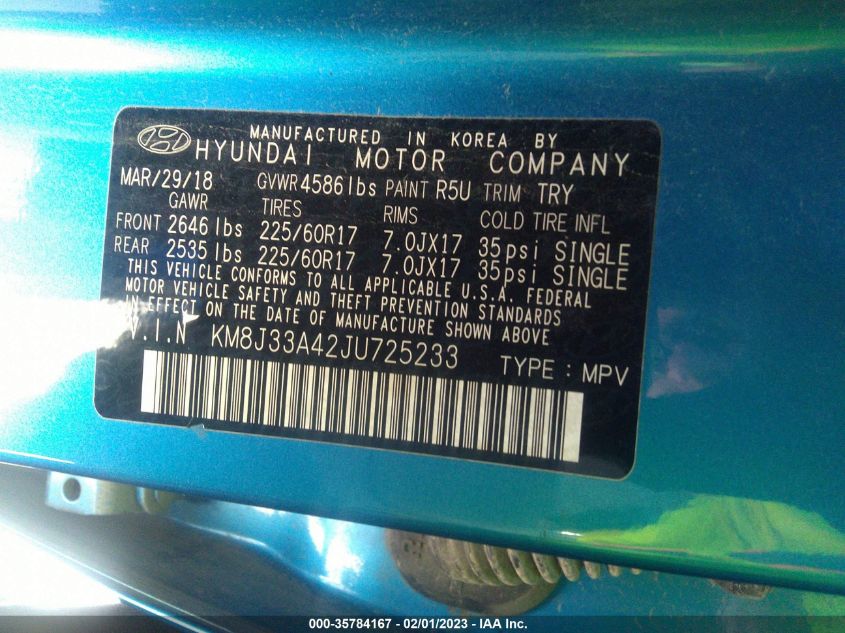 MANUFACTURED IN KOREA BY
HYUNDAI MOTOR COMPANY
MAR/29/18 GVWR 4586 lbs PAINT R5U TRIM TRY
GAWR TIRES RIMS COLD TIRE INFL
FRONT 2646 lbs 225/60R17 7.0JX17 35psi SINGLE
REAR 2535 lbs 225/60R17 7.0JX17 35psi SINGLE
THIS VEHICLE CONFORMS TO ALL APPLICABLE U.S.A. FEDERAL
MOTOR VEHICLE SAFETY AND THEFT PREVENTION STANDARDS
IN EFFECT ON THE DATE OF MANUFACTURE SHOWN ABOVE
V.I.N KM8J33A42JU725233
TYPE : MPV
000-35784167 - 02/01/2023 - IAA Inc.